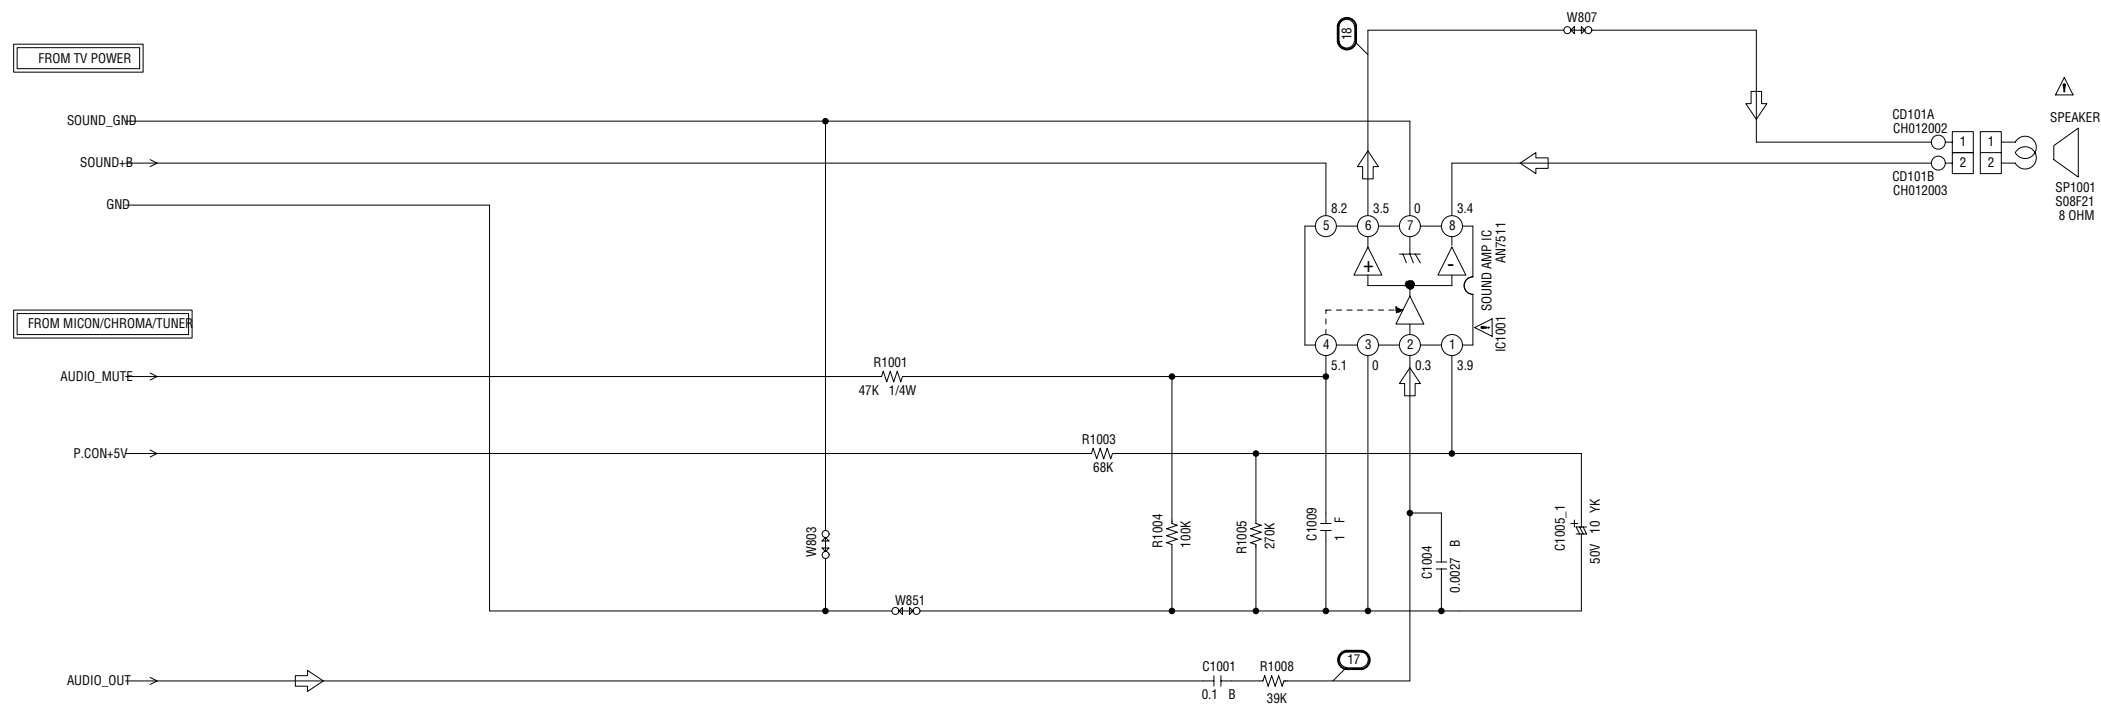 W807
18
FROM TV POWER
SPEAKER
CD101A
CH012002
SOUND_GND
1 1
SOUND+B
2 2
CD101B
CH012003
SP1001
S08F21
8 OHM
GND
8.2 3.5 0 3.4
5 6 7 8
+ -
SOUND AMP IC
AN7511
IC1001
FROM MICON/CHROMA/TUNER
4 3 2 1
5.1 0 0.3 3.9
AUDIO_MUTE
R1001
47K 1/4W
P.CON+5V
R1003
68K
W803
R1004
100K
R1005
270K
C1009
1 F
C1004
0.0027 B
C1005_1
+
50V 10 YK
W851
AUDIO_OUT
C1001
0.1 B
R1008
39K
17